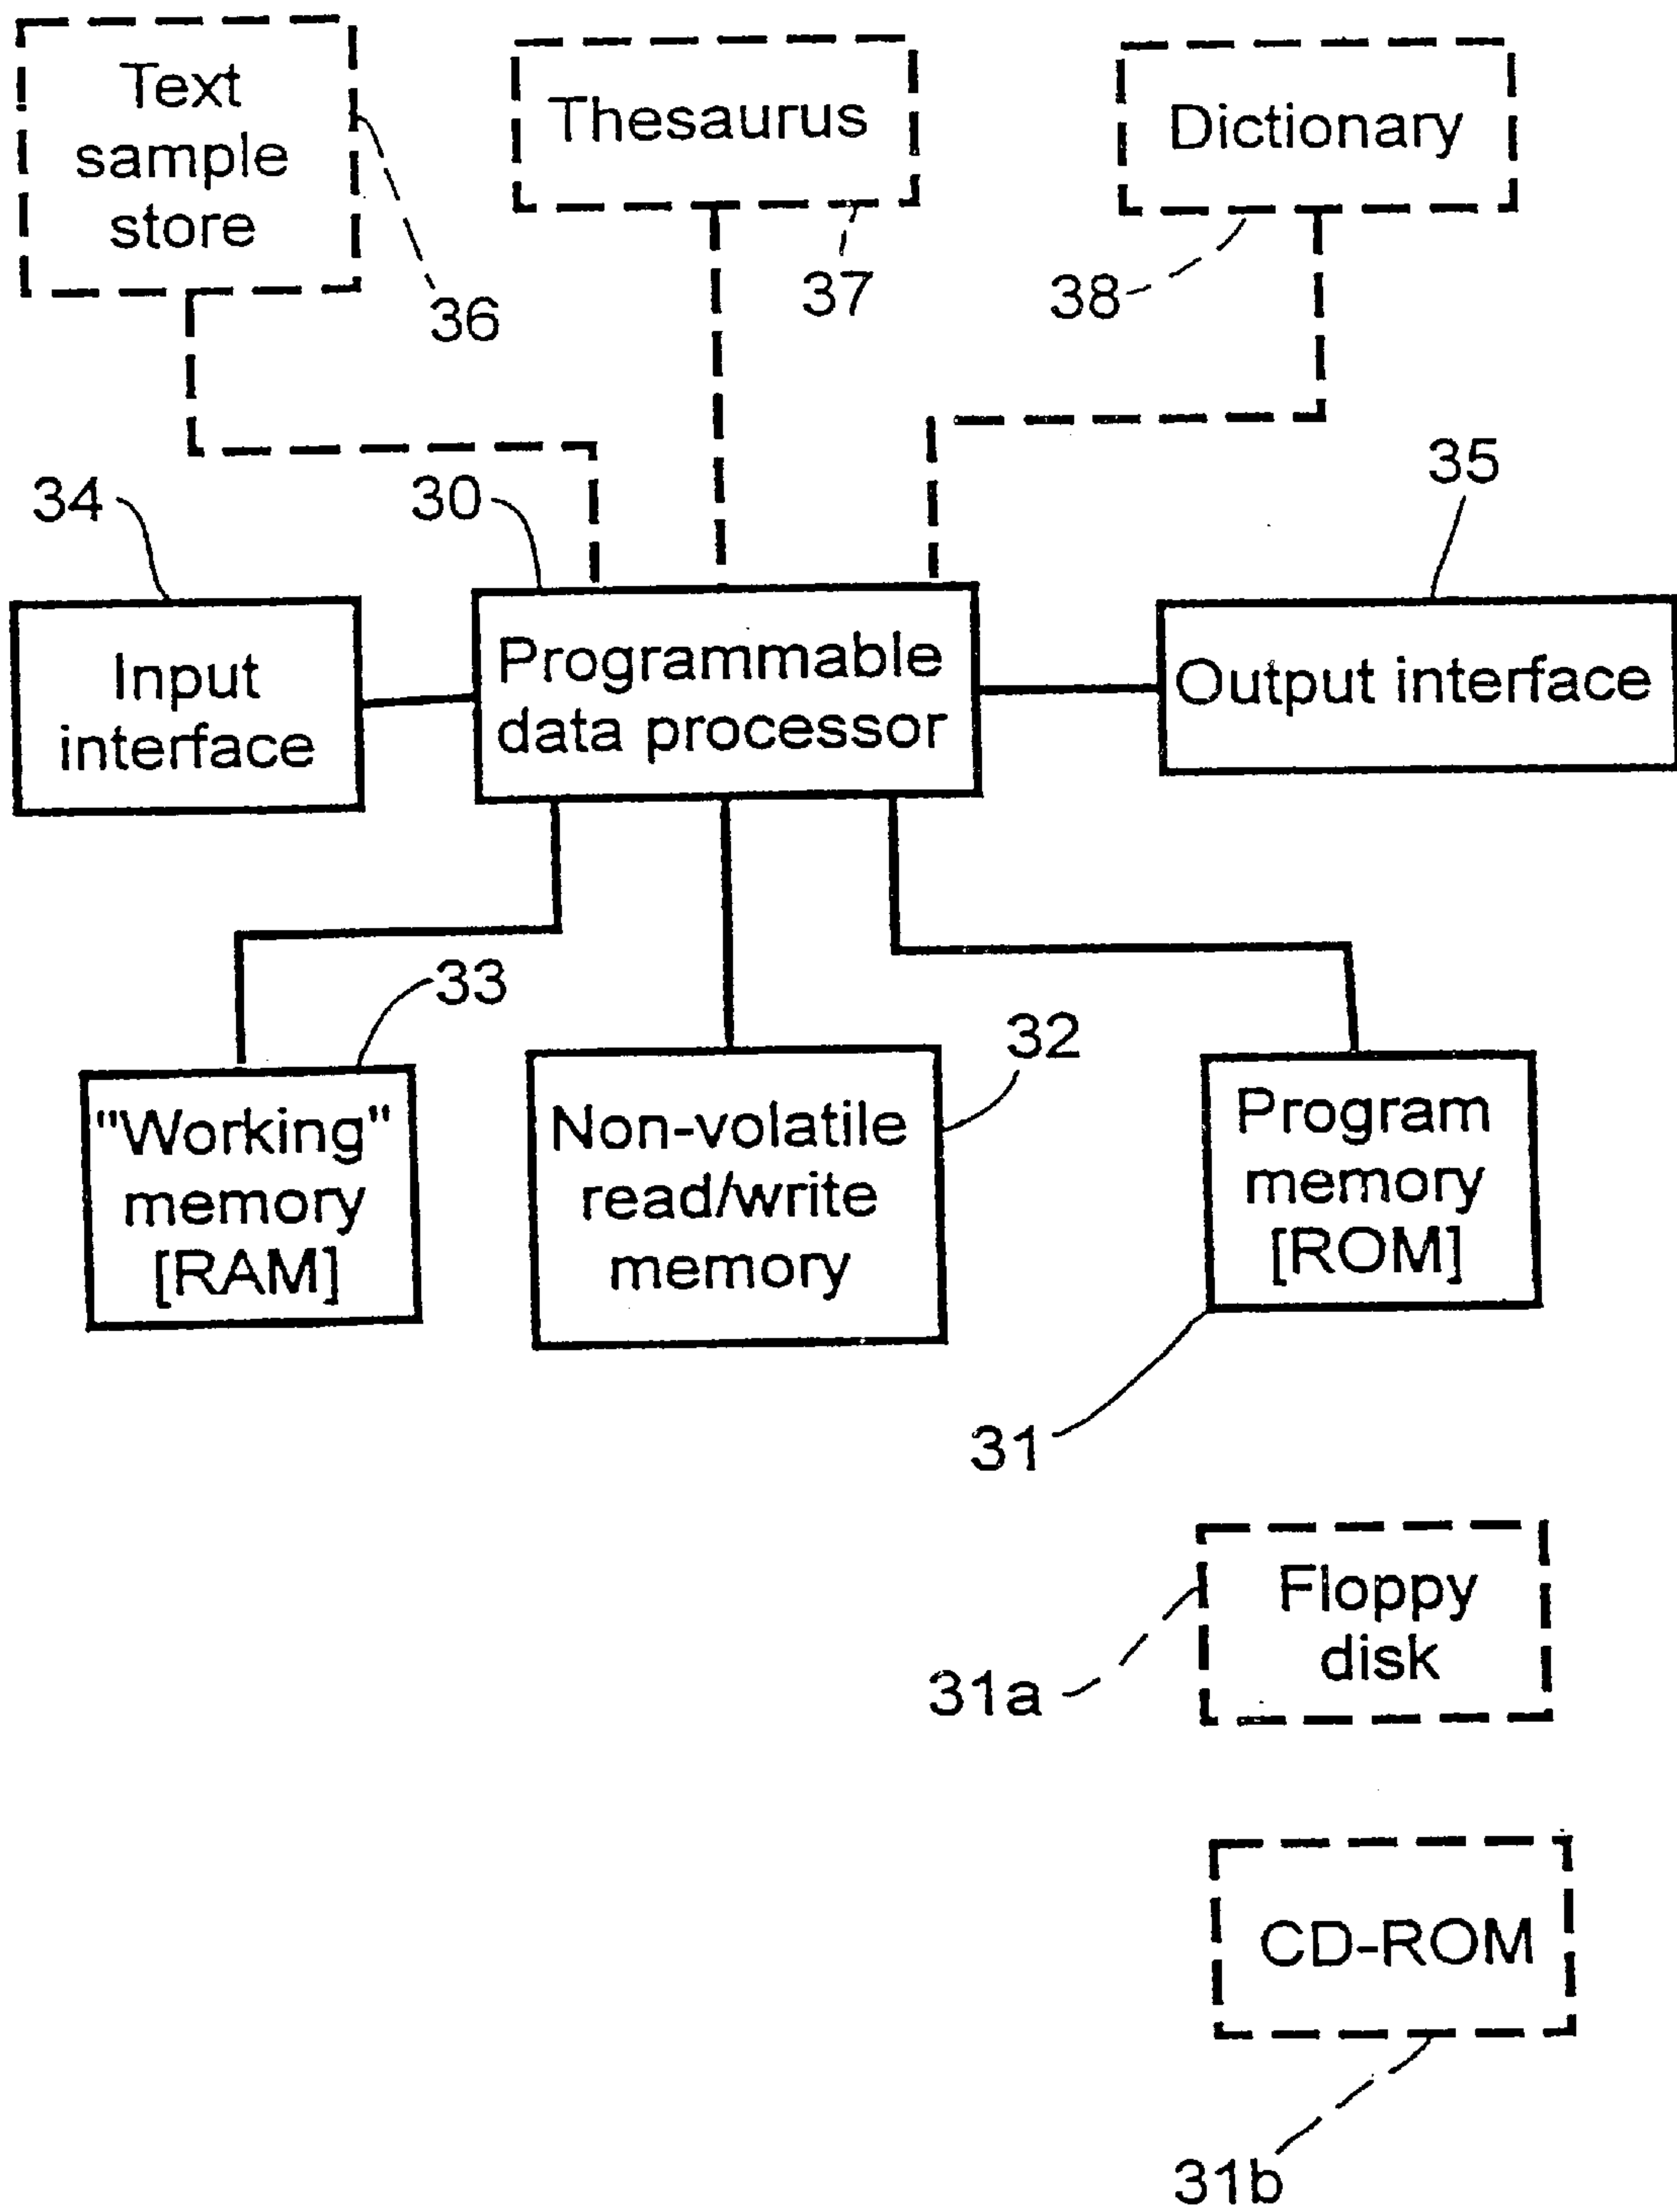 Text
sample
store
Thesaurus
Dictionary
36
37
38
34
30
35
Input
interface
Programmable
data processor
Output interface
33
32
"Working"
memory
[RAM]
Non-volatile
read/write
memory
Program
memory
[ROM]
31
Floppy
disk
31a
CD-ROM
31b